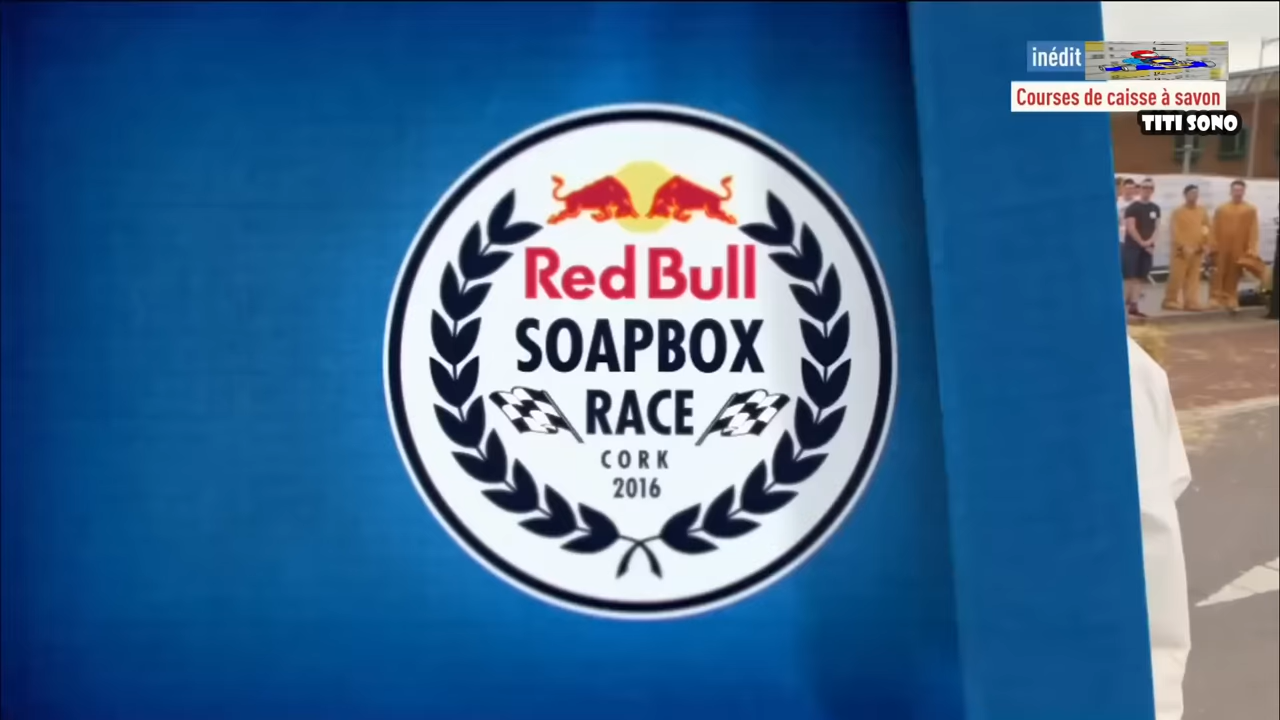 inédit
Courses de caisse à savon
TITI SONO
Red Bull
SOAPBOX
RACE
CORK
2016